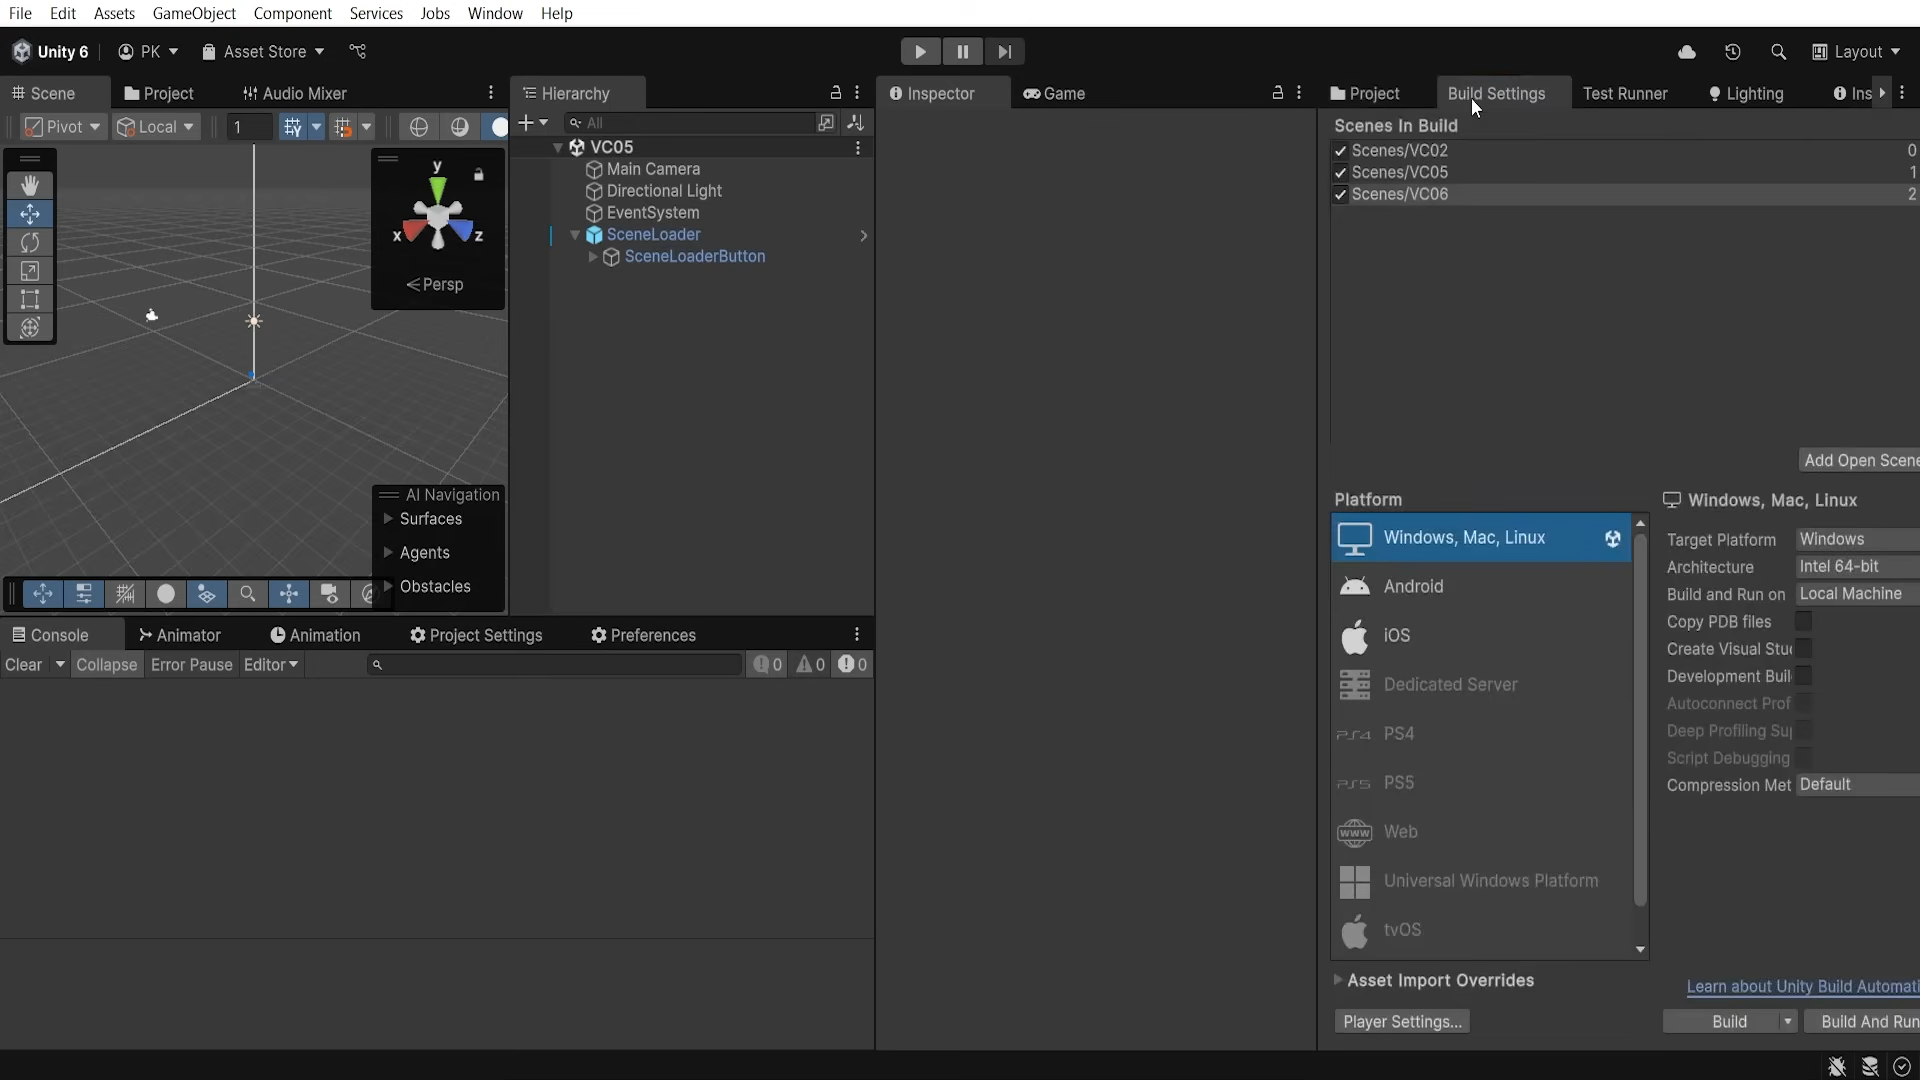 File Edit Assets GameObject Component Services Jobs Window Help
Unity 6 PK Asset Store Layout
Scene Project Audio Mixer
Pivot Local 1
y
x z
Persp
AI Navigation
Surfaces
Agents
Obstacles
Hierarchy
All
VC05
Main Camera
Directional Light
EventSystem
SceneLoader
SceneLoaderButton
Console Animator Animation Project Settings Preferences
Clear Collapse Error Pause Editor 0 0 0
Inspector Game
Project Build Settings Test Runner Lighting Ins
Scenes In Build
Scenes/VC02 0
Scenes/VC05 1
Scenes/VC06 2
Add Open Scene
Platform
Windows, Mac, Linux
Android
iOS
Dedicated Server
PS4 PS4
PS5 PS5
www Web
Universal Windows Platform
tvOS
Windows, Mac, Linux
Target Platform Windows
Architecture Intel 64-bit
Build and Run on Local Machine
Copy PDB files
Create Visual Stu
Development Buil
Autoconnect Prof
Deep Profiling Su
Script Debugging
Compression Met Default
Asset Import Overrides
Learn about Unity Build Automati
Player Settings... Build Build And Run